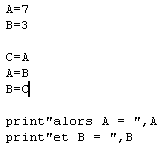 A=7
B=3
C=A
A=B
B=C
print"alors A = ",A
print"et B = ",B